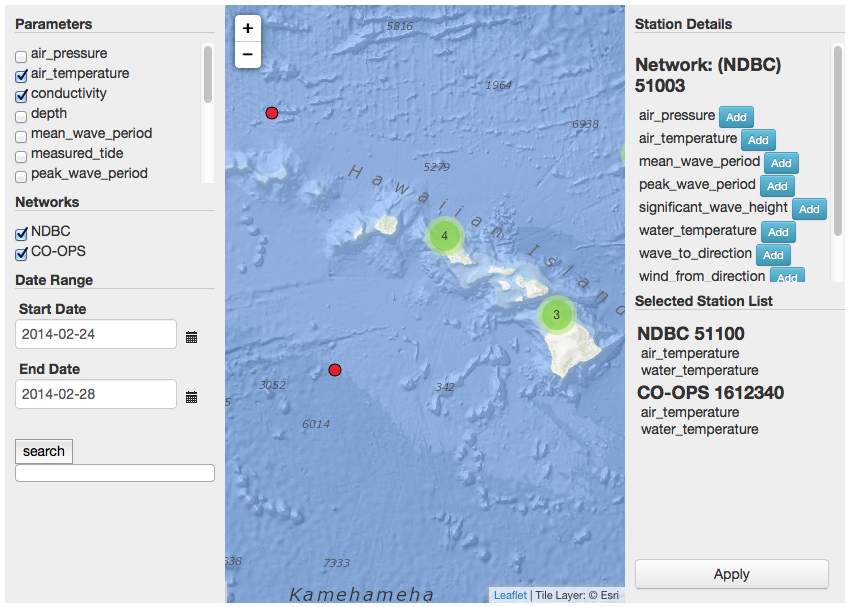 Parameters
air_pressure
air_temperature
conductivity
depth
mean_wave_period
measured_tide
peak_wave_period
Networks
NDBC
CO-OPS
Date Range
Start Date
2014-02-24
End Date
2014-02-28
search
+
−
5816
1964
6938
5279
Hawaiian Island
4
3
3052
342
5
6014
638
7333
Kamehameha
Leaflet | Tile Layer: © Esri
Station Details
Network: (NDBC)
51003
air_pressure Add
air_temperature Add
mean_wave_period Add
peak_wave_period Add
significant_wave_height Add
water_temperature Add
wave_to_direction Add
wind_from_direction Add
Selected Station List
NDBC 51100
air_temperature
water_temperature
CO-OPS 1612340
air_temperature
water_temperature
Apply